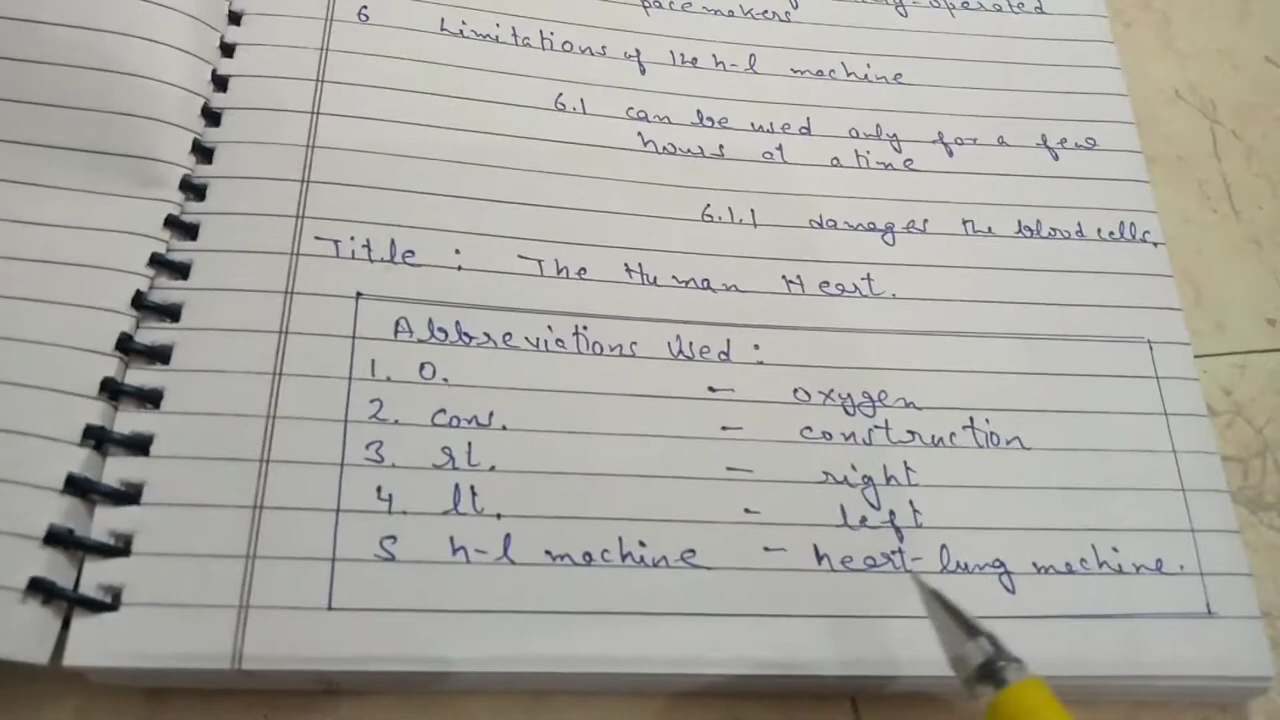 pacemakers -operated
6 Limitations of the h-l machine
6.1 can be used only for a few
hours at a time
6.1.1 damages the blood cells.
Title : The Human Heart.
Abbreviations Used :
1. O. - oxygen
2. cons. - construction
3. rt. - right
4. lt. - left
5 h-l machine - heart-lung machine.